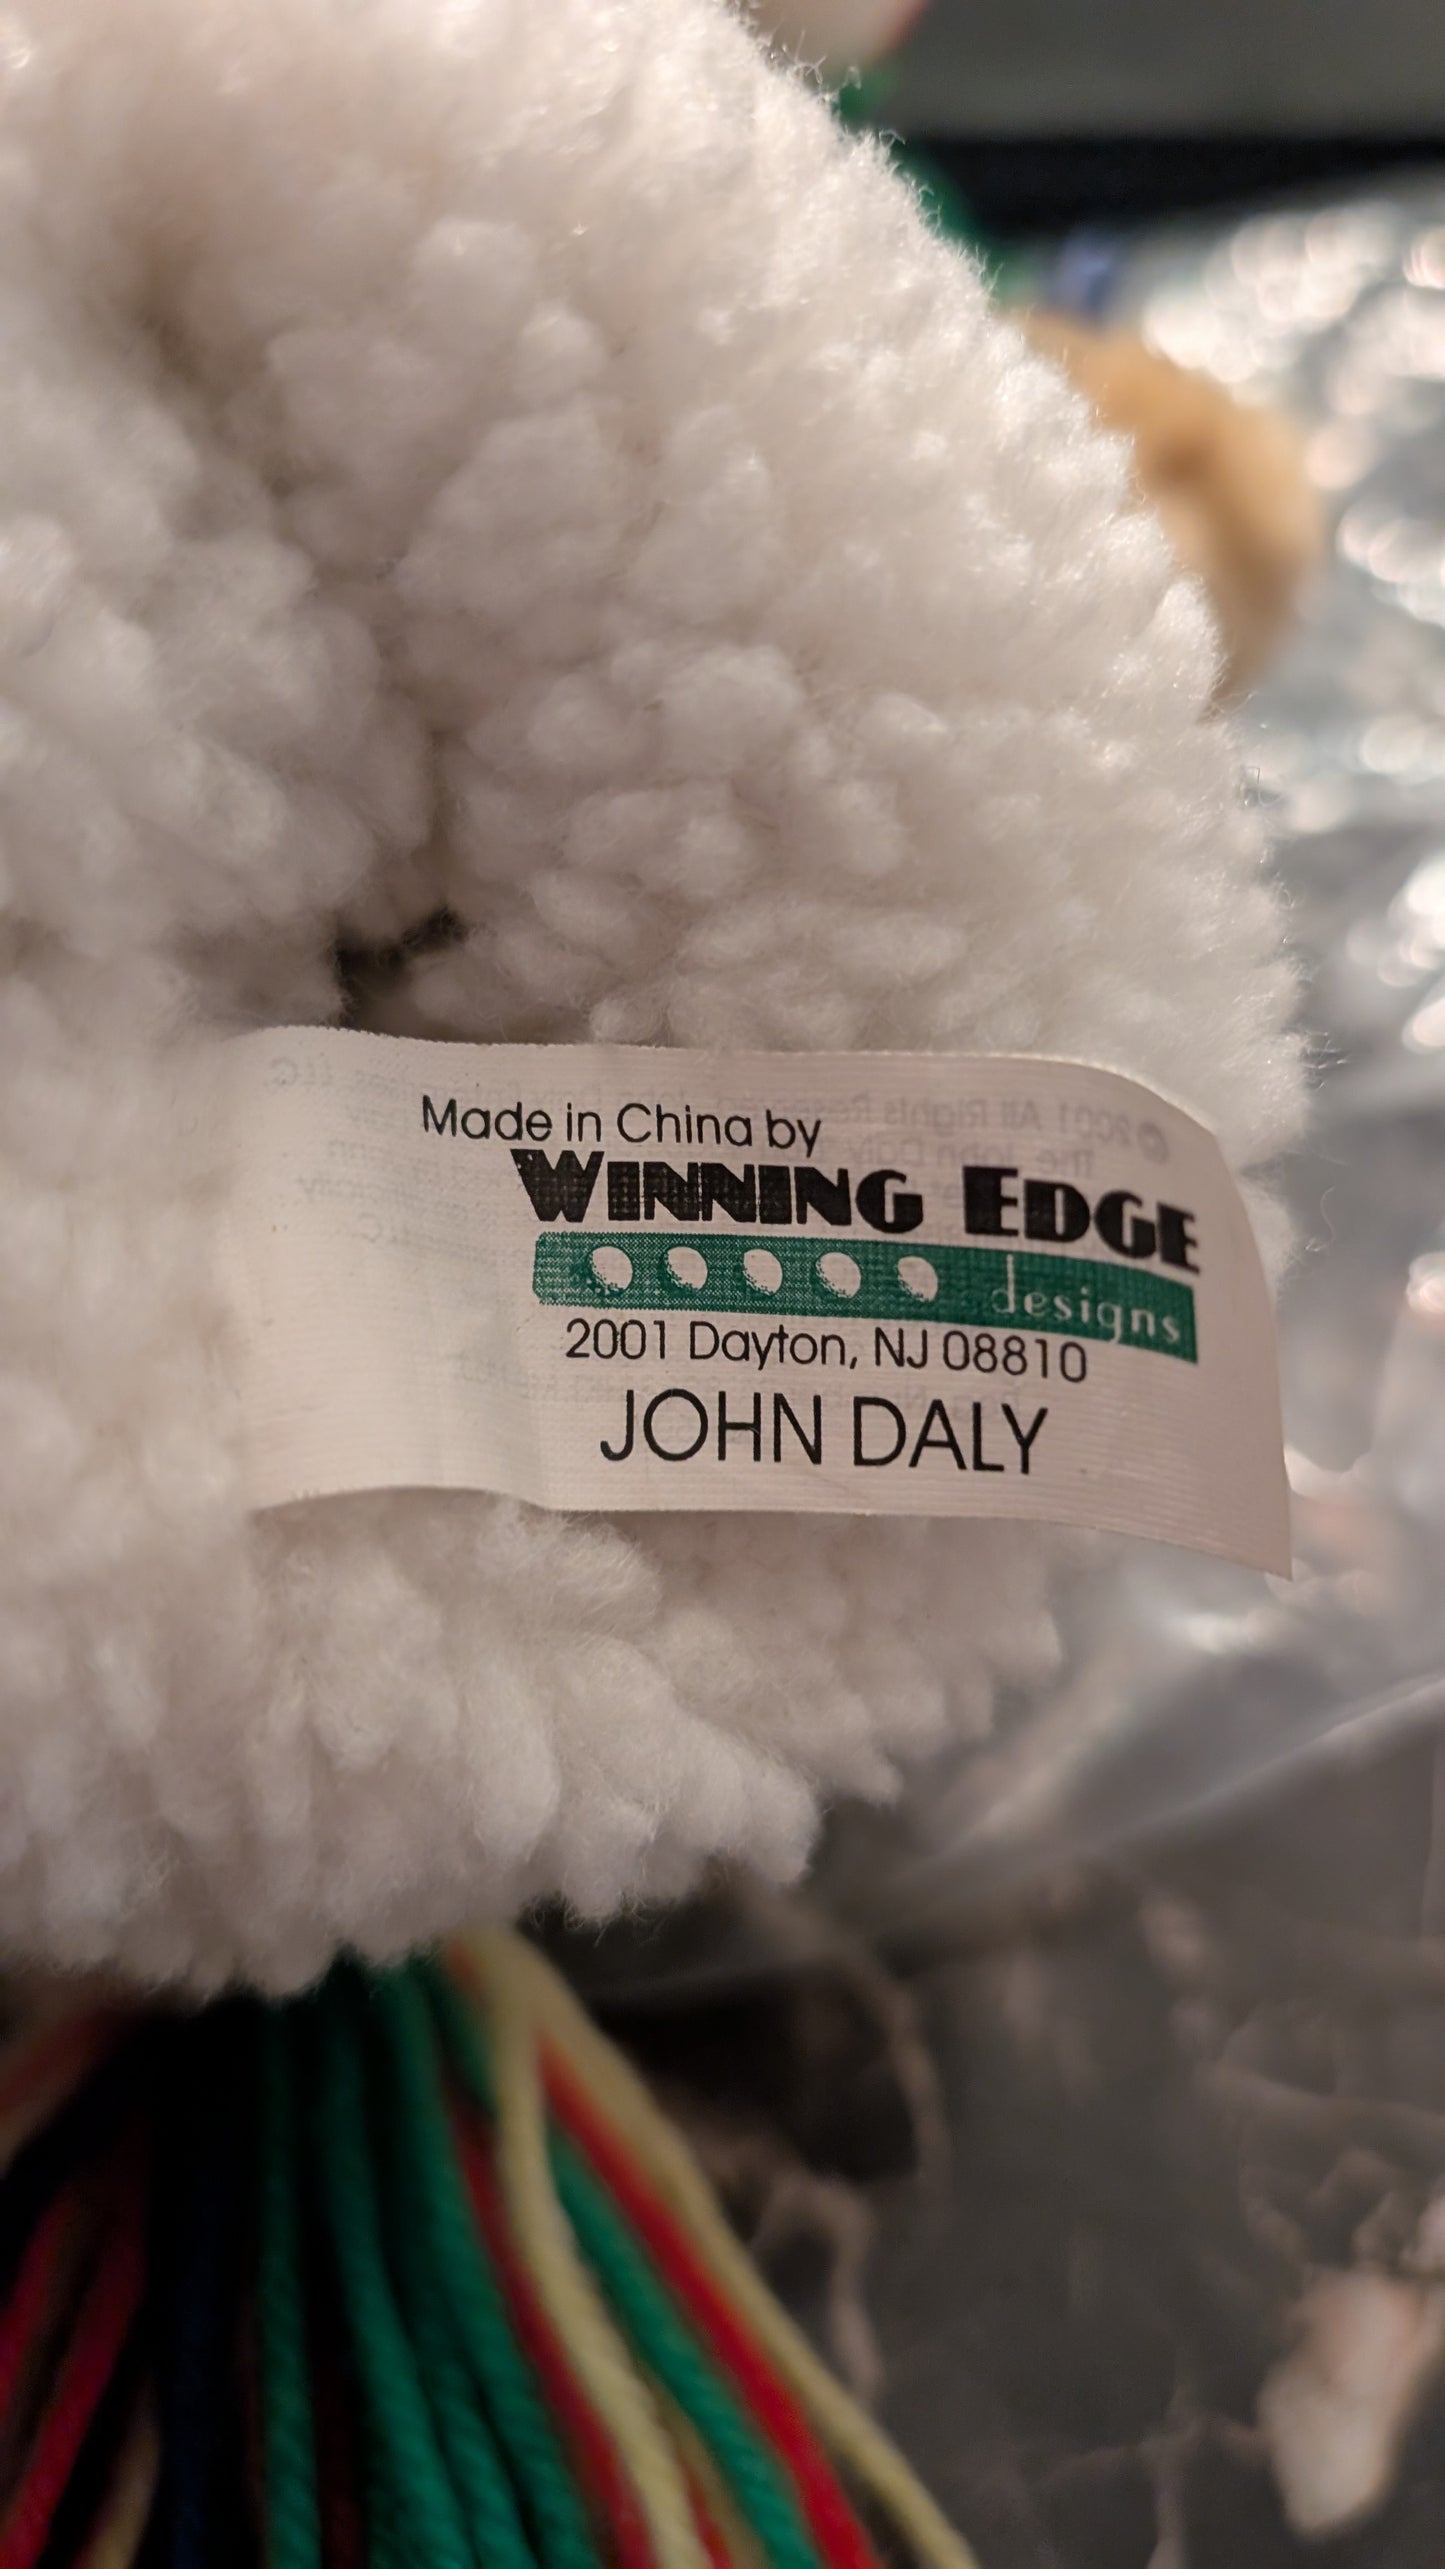 Made in China by
WINNING EDGE
designs
2001 Dayton, NJ 08810
JOHN DALY